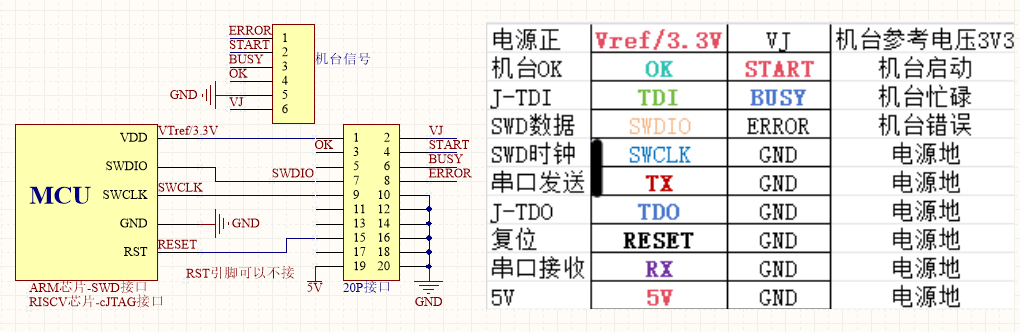 ERROR
START
BUSY
OK
GND
VJ
1
2
3
4
5
6
机台信号
MCU
VDD
SWDIO
SWCLK
GND
RST
VTref/3.3V
SWCLK
GND
RESET
RST引脚可以不接
ARM芯片-SWD接口
RISCV芯片-cJTAG接口
OK
SWDIO
5V
1 2
3 4
5 6
7 8
9 10
11 12
13 14
15 16
17 18
19 20
20P接口
VJ
START
BUSY
ERROR
GND
电源正 Vref/3.3V VJ 机台参考电压3V3
机台OK OK START 机台启动
J-TDI TDI BUSY 机台忙碌
SWD数据 SWDIO ERROR 机台错误
SWD时钟 SWCLK GND 电源地
串口发送 TX GND 电源地
J-TDO TDO GND 电源地
复位 RESET GND 电源地
串口接收 RX GND 电源地
5V 5V GND 电源地